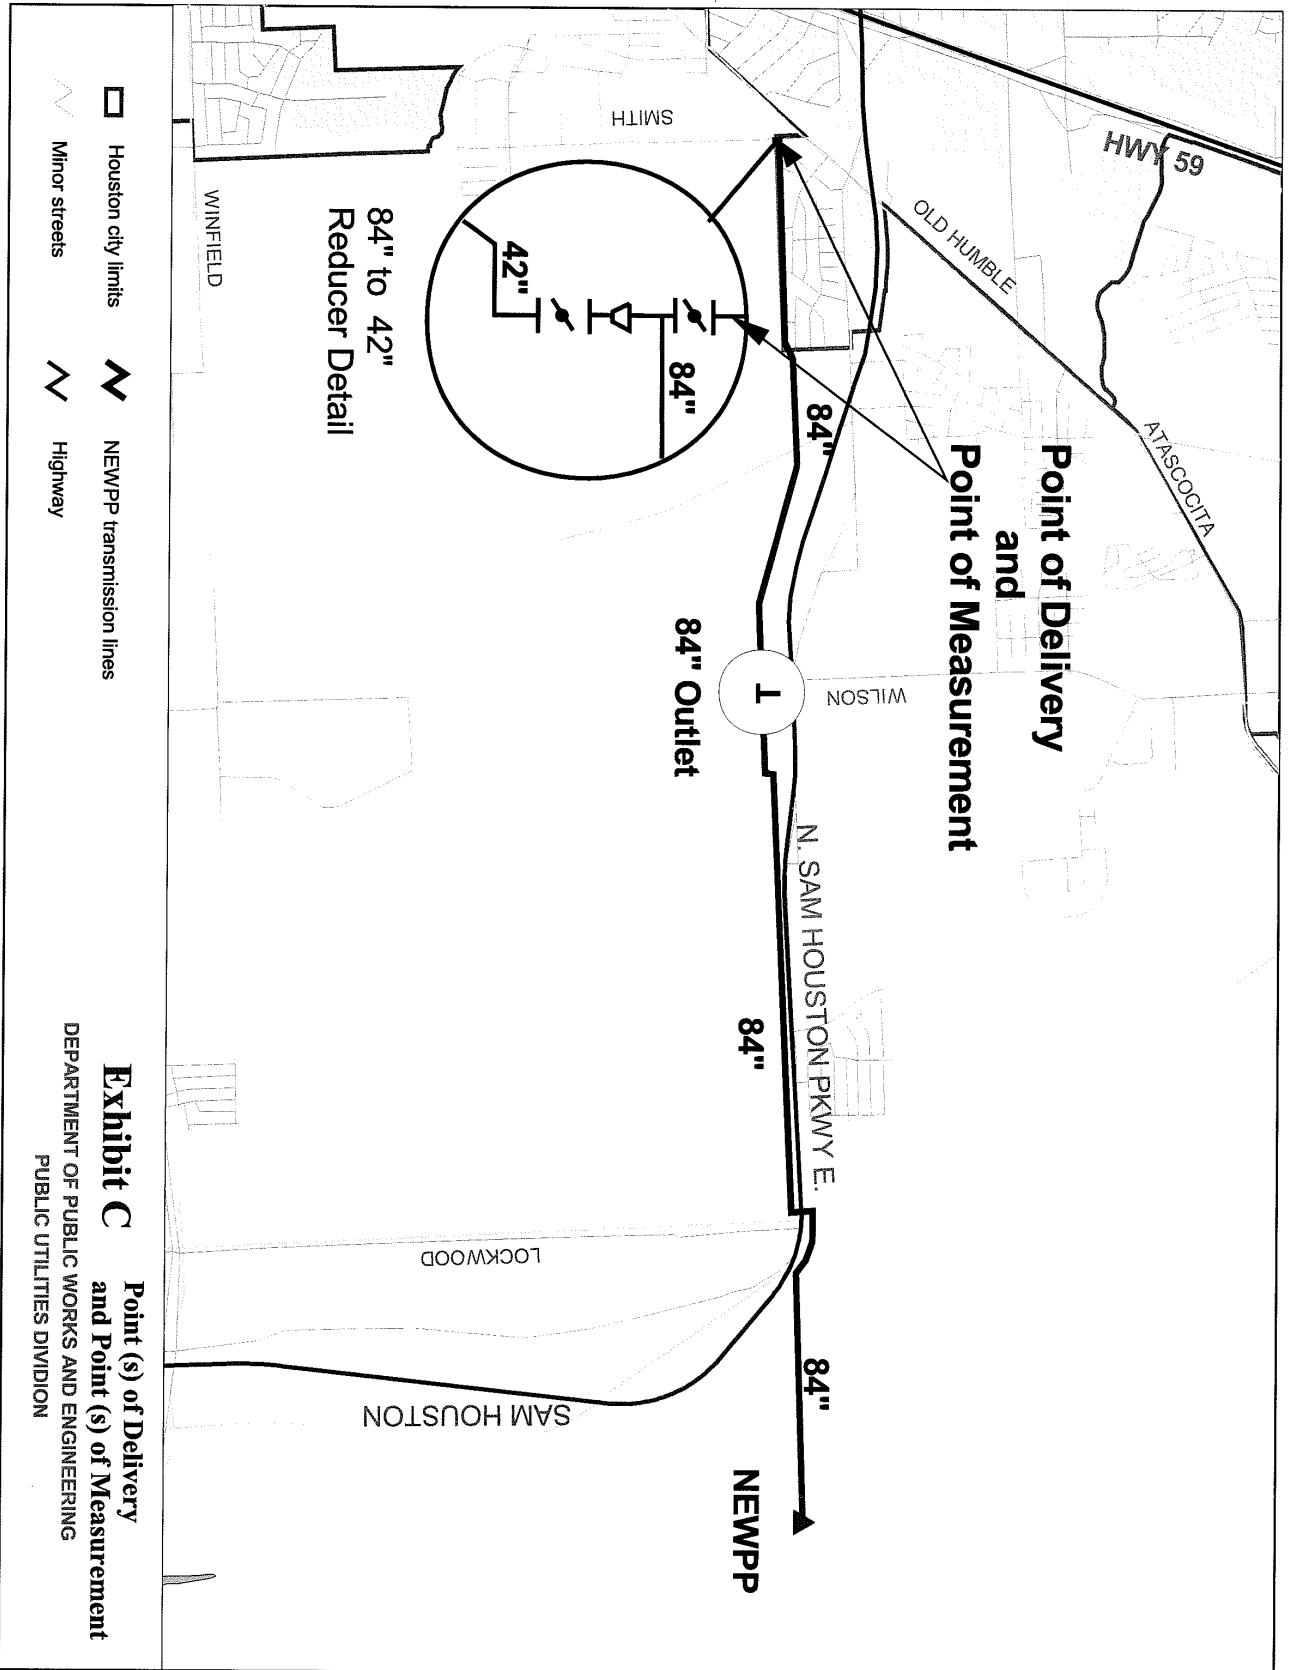 HWY 59
OLD HUMBLE
ATASCOCITA
SMITH
Point of Delivery
and
Point of Measurement
84"
WILSON
N. SAM HOUSTON PKWY E.
84"
84"
NEWPP
T
84" Outlet
42"
84"
84" to 42"
Reducer Detail
WINFIELD
LOCKWOOD
SAM HOUSTON
Houston city limits
Minor streets
NEWPP transmission lines
Highway
Exhibit C
Point (s) of Delivery
and Point (s) of Measurement
DEPARTMENT OF PUBLIC WORKS AND ENGINEERING
PUBLIC UTILITIES DIVIDION